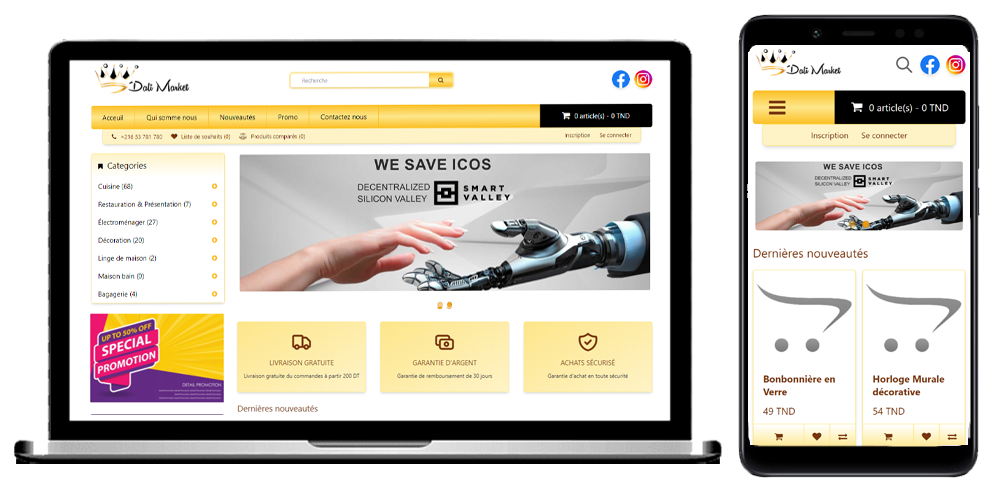 Dali Market
Recherche
Acceuil
Qui somme nous
Nouveautés
Promo
Contactez nous
0 article(s) - 0 TND
+216 53 781 780
Liste de souhaits (0)
Produits comparés (0)
Inscription
Se connecter
Categories
Cuisine (68)
Restauration & Présentation (7)
Électroménager (27)
Décoration (20)
Linge de maison (2)
Maison bain (0)
Bagagerie (4)
WE SAVE ICOS
DECENTRALIZED
SILICON VALLEY
SMART
VALLEY
UP TO 50% OFF
SPECIAL
PROMOTION
DETAIL PROMOTION
LIVRAISON GRATUITE
Livraison gratuite du commandes à partir 200 DT
GARANTIE D'ARGENT
Garantie de remboursement de 30 jours
ACHATS SÉCURISÉ
Garantie d'achat en toute sécurité
Dernières nouveautés
Dali Market
0 article(s) - 0 TND
Inscription
Se connecter
WE SAVE ICOS
DECENTRALIZED
SILICON VALLEY
SMART
VALLEY
Dernières nouveautés
Bonbonnière en
Verre
49 TND
Horloge Murale
décorative
54 TND